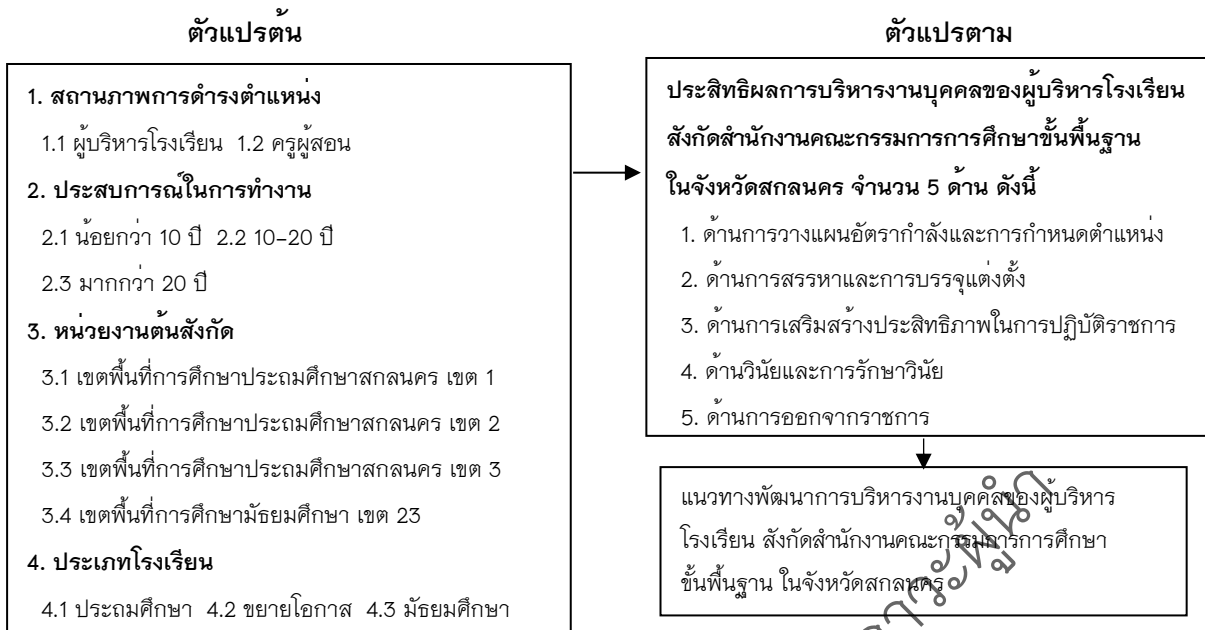 ตัวแปรต้น
1. สถานภาพการดำรงตำแหน่ง
1.1 ผู้บริหารโรงเรียน 1.2 ครูผู้สอน
2. ประสบการณ์ในการทำงาน
2.1 น้อยกว่า 10 ปี 2.2 10–20 ปี
2.3 มากกว่า 20 ปี
3. หน่วยงานต้นสังกัด
3.1 เขตพื้นที่การศึกษาประถมศึกษาสกลนคร เขต 1
3.2 เขตพื้นที่การศึกษาประถมศึกษาสกลนคร เขต 2
3.3 เขตพื้นที่การศึกษาประถมศึกษาสกลนคร เขต 3
3.4 เขตพื้นที่การศึกษามัธยมศึกษา เขต 23
4. ประเภทโรงเรียน
4.1 ประถมศึกษา 4.2 ขยายโอกาส 4.3 มัธยมศึกษา
ตัวแปรตาม
ประสิทธิผลการบริหารงานบุคคลของผู้บริหารโรงเรียน
สังกัดสำนักงานคณะกรรมการการศึกษาขั้นพื้นฐาน
ในจังหวัดสกลนคร จำนวน 5 ด้าน ดังนี้
1. ด้านการวางแผนอัตรากำลังและการกำหนดตำแหน่ง
2. ด้านการสรรหาและการบรรจุแต่งตั้ง
3. ด้านการเสริมสร้างประสิทธิภาพในการปฏิบัติราชการ
4. ด้านวินัยและการรักษาวินัย
5. ด้านการออกจากราชการ
แนวทางพัฒนาการบริหารงานบุคคลของผู้บริหาร
โรงเรียน สังกัดสำนักงานคณะกรรมการการศึกษา
ขั้นพื้นฐาน ในจังหวัดสกลนคร